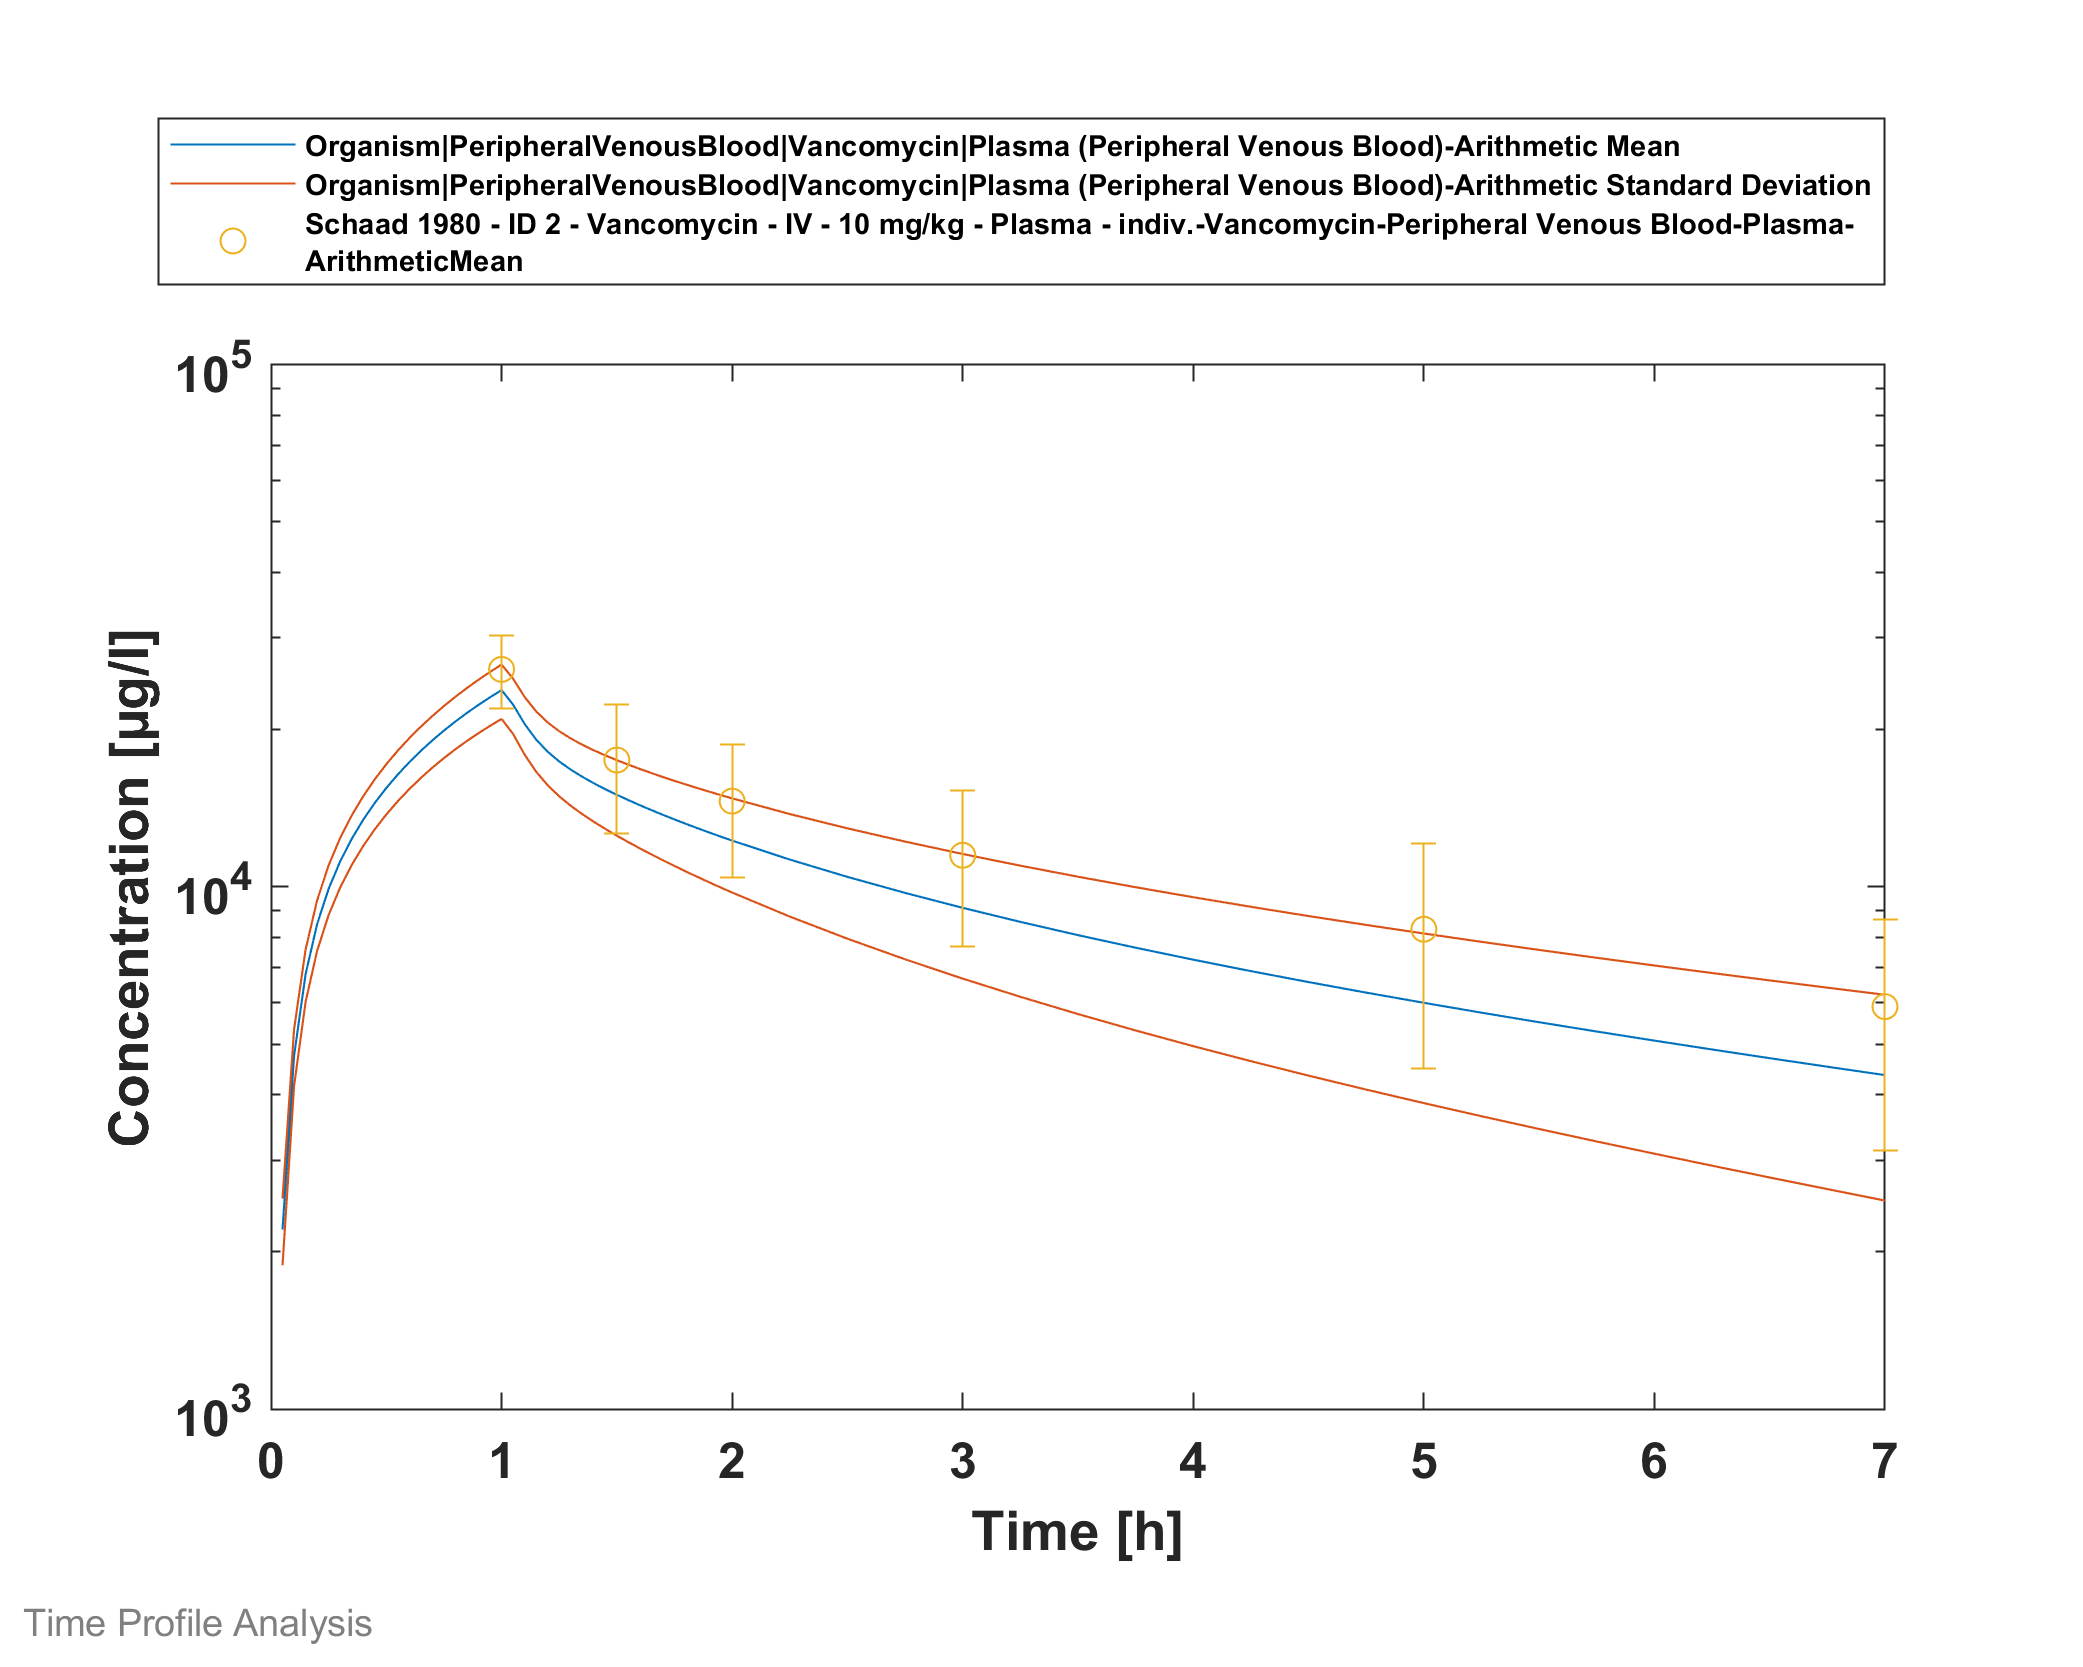 Organism|PeripheralVenousBlood|Vancomycin|Plasma (Peripheral Venous Blood)-Arithmetic Mean
Organism|PeripheralVenousBlood|Vancomycin|Plasma (Peripheral Venous Blood)-Arithmetic Standard Deviation
Schaad 1980 - ID 2 - Vancomycin - IV - 10 mg/kg - Plasma - indiv.-Vancomycin-Peripheral Venous Blood-Plasma-
ArithmeticMean
10^5
10^4
10^3
Concentration [µg/l]
0 1 2 3 4 5 6 7
Time [h]
Time Profile Analysis